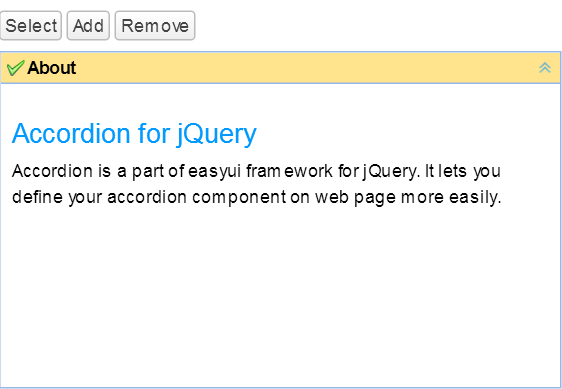 Select Add Remove
About
Accordion for jQuery
Accordion is a part of easyui framework for jQuery. It lets you
define your accordion component on web page more easily.